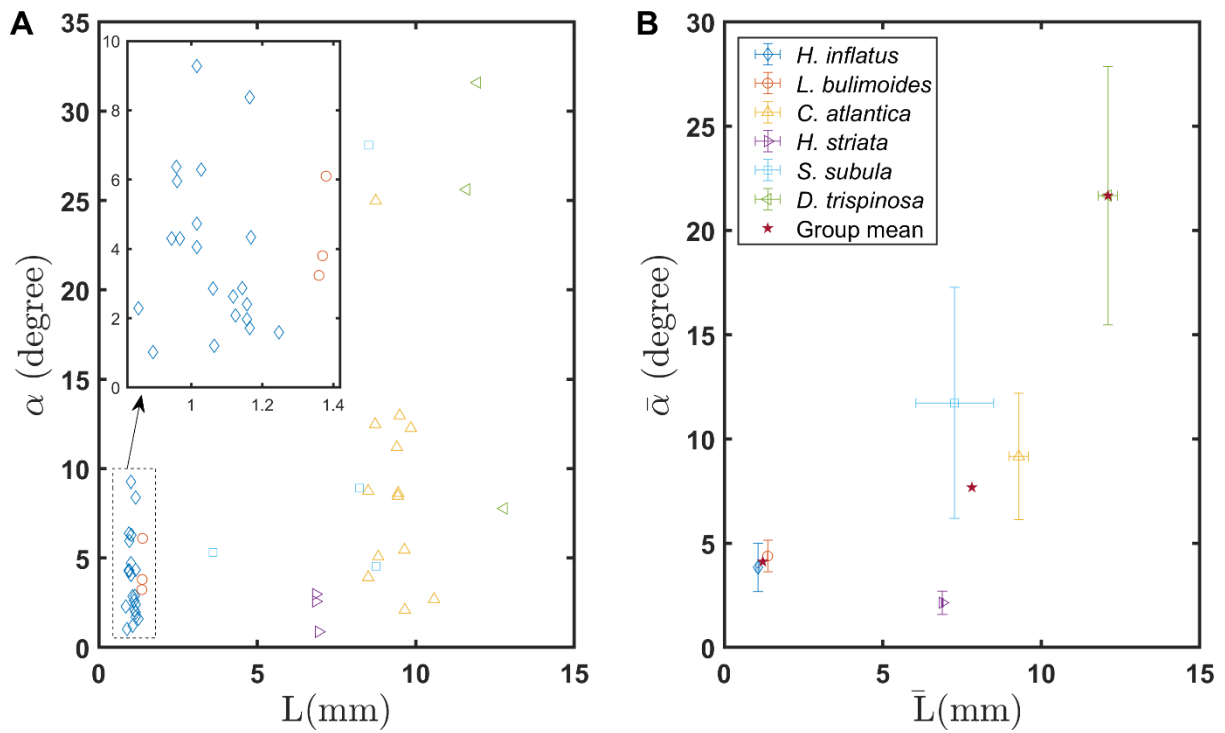 A
35
30
25
20
15
10
5
0
α (degree)
0 5 10 15
L(mm)
10
8
6
4
2
0
1 1.2 1.4
B
30
25
20
15
10
5
0
ᾱ (degree)
0 5 10 15
L̄(mm)
H. inflatus
L. bulimoides
C. atlantica
H. striata
S. subula
D. trispinosa
Group mean